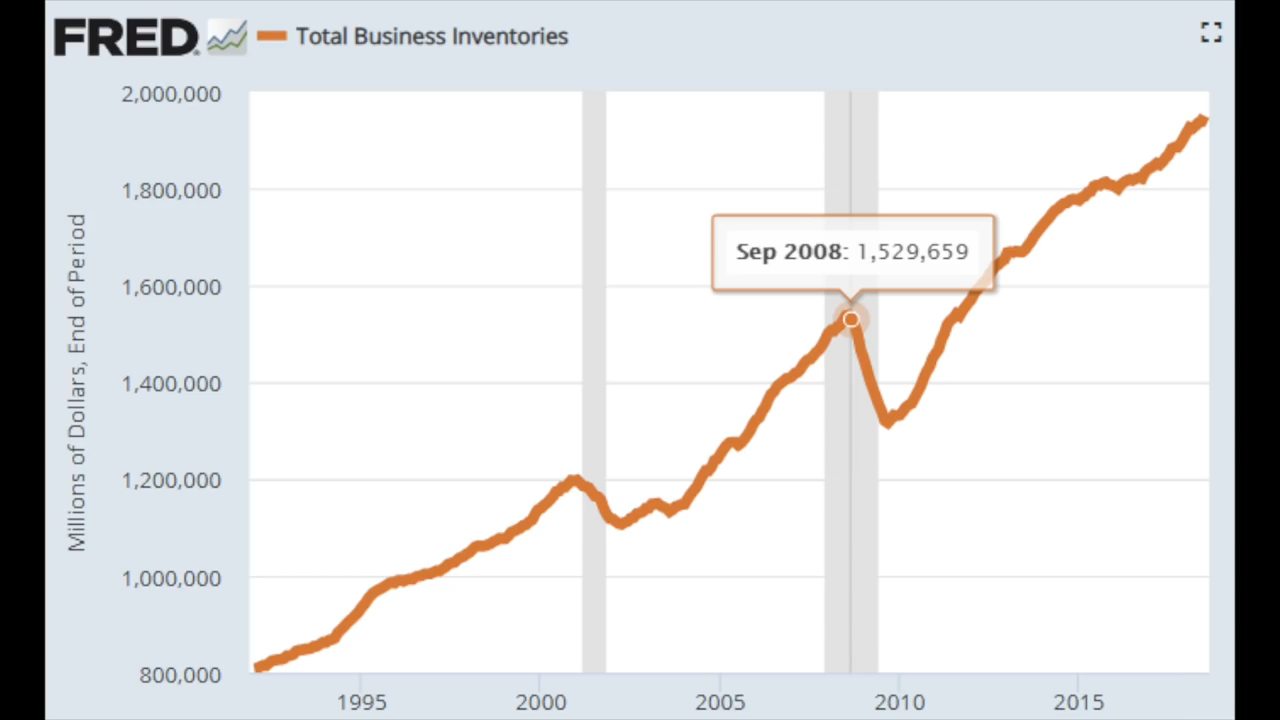 FRED
Total Business Inventories
2,000,000
1,800,000
1,600,000
1,400,000
1,200,000
1,000,000
800,000
Millions of Dollars, End of Period
Sep 2008: 1,529,659
1995 2000 2005 2010 2015